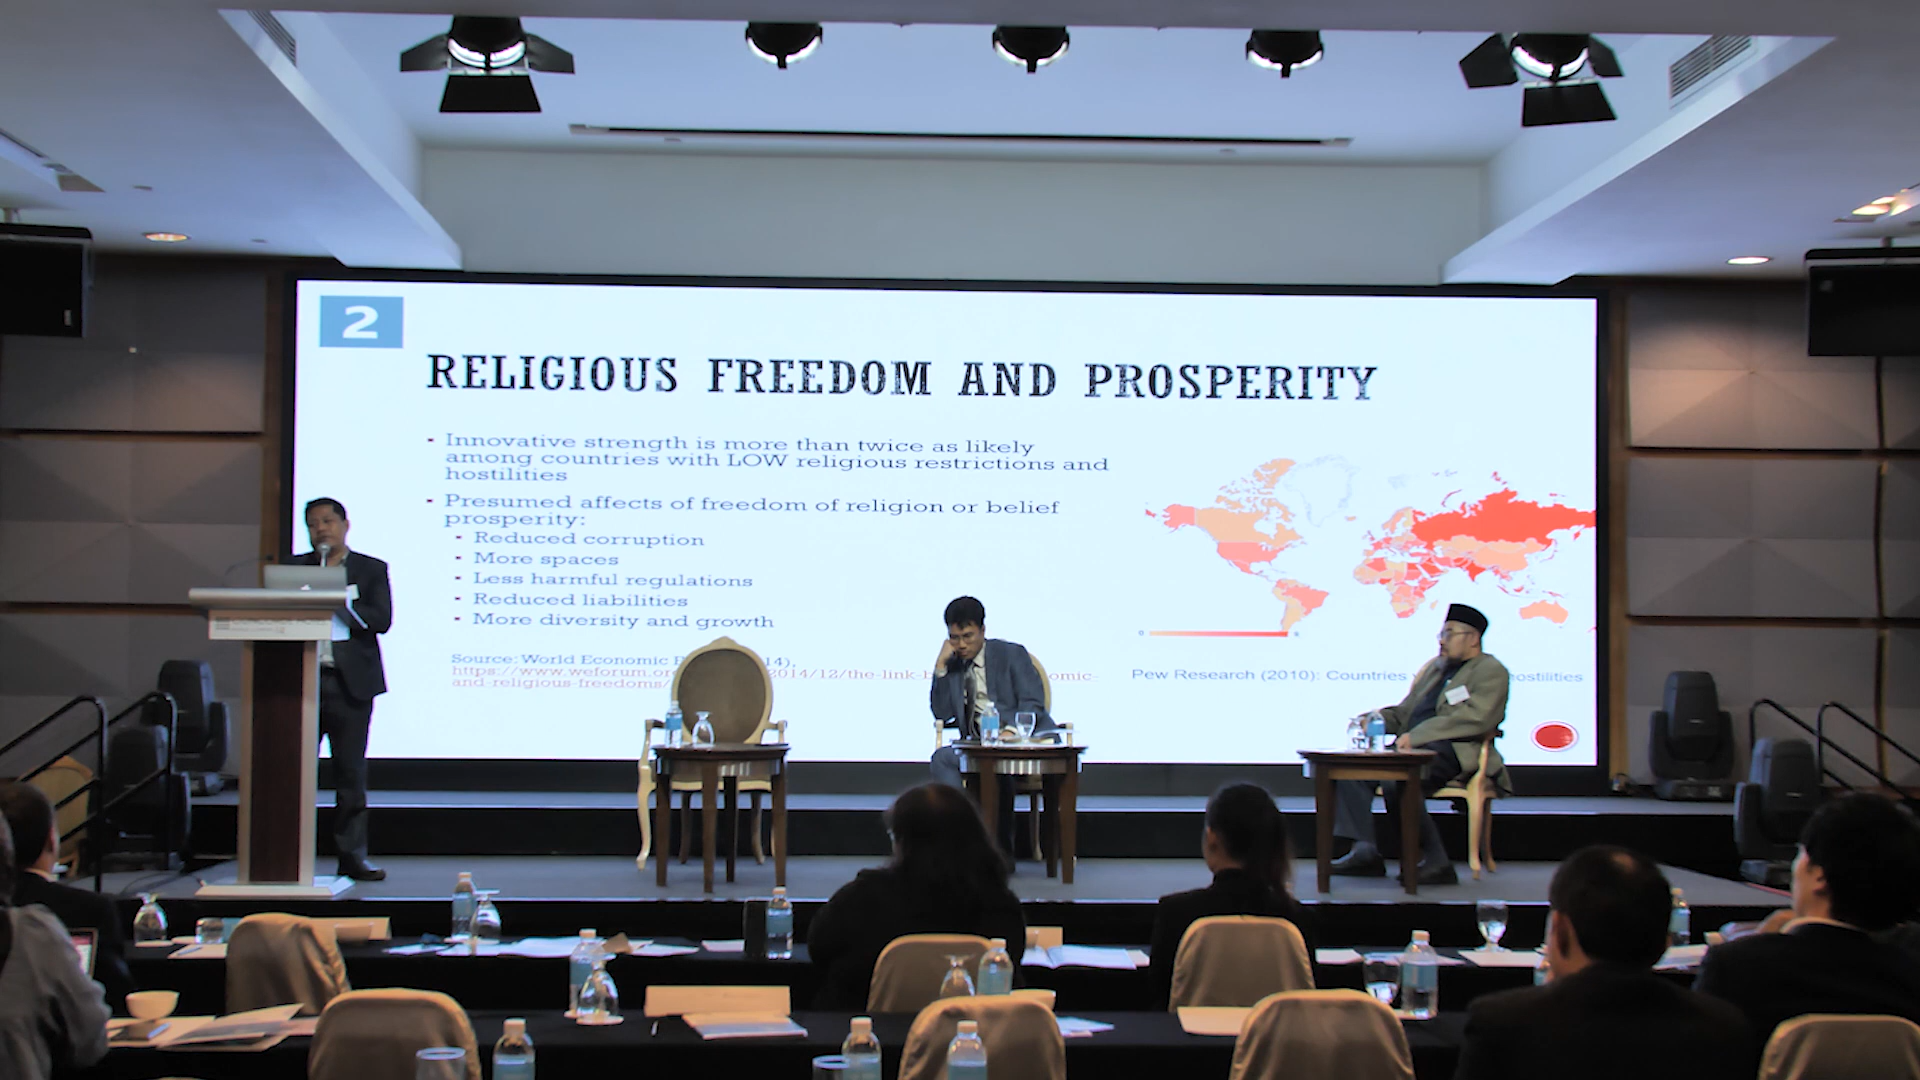 2
RELIGIOUS FREEDOM AND PROSPERITY
▪ Innovative strength is more than twice as likely
among countries with LOW religious restrictions and
hostilities
▪ Presumed affects of freedom of religion or belief
prosperity:
▪ Reduced corruption
▪ More spaces
▪ Less harmful regulations
▪ Reduced liabilities
▪ More diversity and growth
Source: World Economic 14),
https://www.weforum.or 2014/12/the-link-b omic-
and-religious-freedoms/
0
Pew Research (2010): Countries hostilities